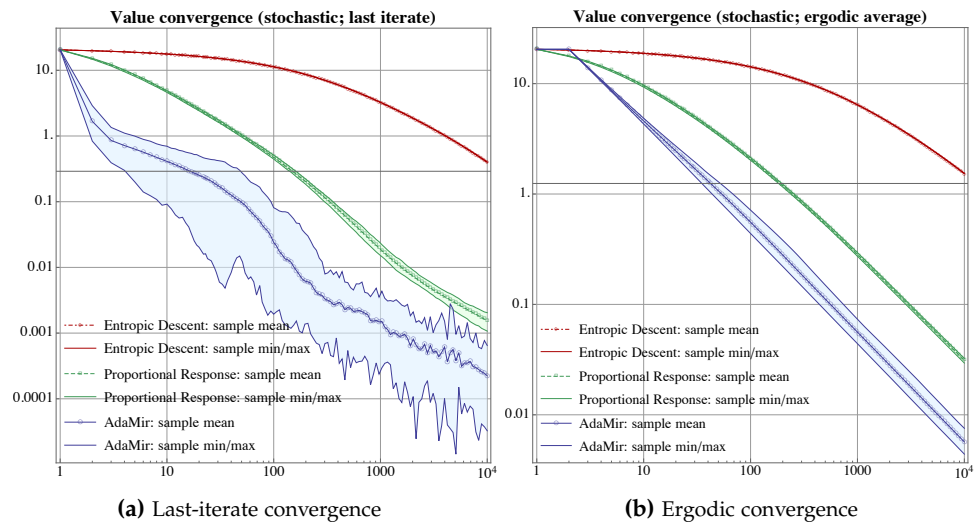 Value convergence (stochastic; last iterate)
10.
1.
0.1
0.01
0.001
0.0001
Entropic Descent: sample mean
Entropic Descent: sample min/max
Proportional Response: sample mean
Proportional Response: sample min/max
AdaMir: sample mean
AdaMir: sample min/max
1 10 100 1000 10⁴
(a) Last-iterate convergence
Value convergence (stochastic; ergodic average)
10.
1.
0.1
0.01
Entropic Descent: sample mean
Entropic Descent: sample min/max
Proportional Response: sample mean
Proportional Response: sample min/max
AdaMir: sample mean
AdaMir: sample min/max
1 10 100 1000 10⁴
(b) Ergodic convergence